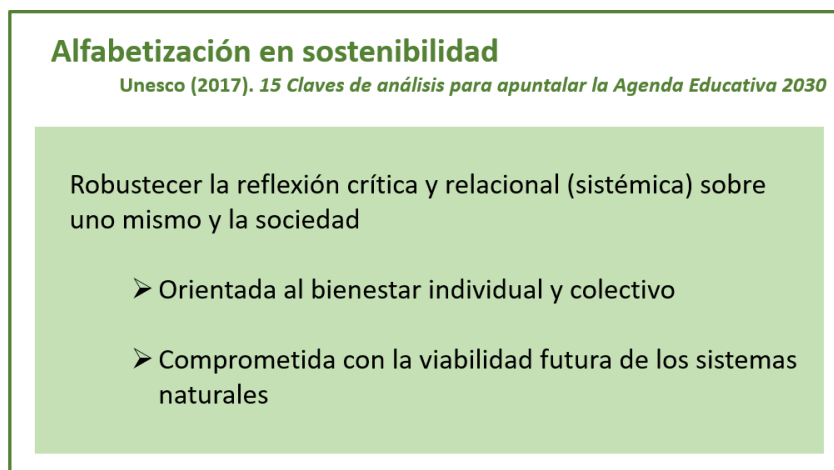 Alfabetización en sostenibilidad
Unesco (2017). 15 Claves de análisis para apuntalar la Agenda Educativa 2030
Robustecer la reflexión crítica y relacional (sistémica) sobre
uno mismo y la sociedad
➢ Orientada al bienestar individual y colectivo
➢ Comprometida con la viabilidad futura de los sistemas
naturales